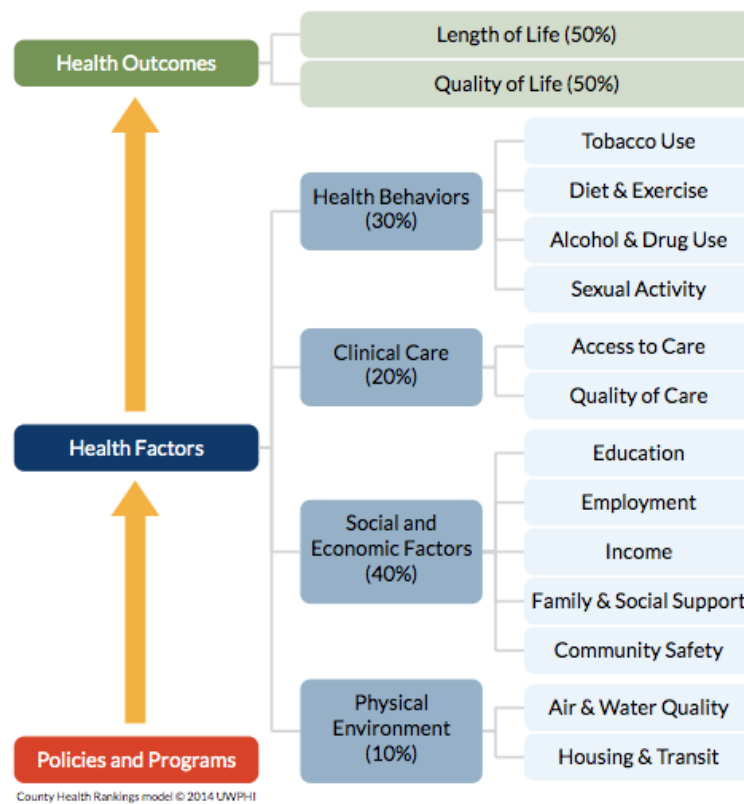 Health Outcomes
Length of Life (50%)
Quality of Life (50%)
Health Behaviors
(30%)
Tobacco Use
Diet & Exercise
Alcohol & Drug Use
Sexual Activity
Clinical Care
(20%)
Access to Care
Quality of Care
Health Factors
Social and
Economic Factors
(40%)
Education
Employment
Income
Family & Social Support
Community Safety
Physical
Environment
(10%)
Air & Water Quality
Housing & Transit
Policies and Programs
County Health Rankings model © 2014 UWPHI